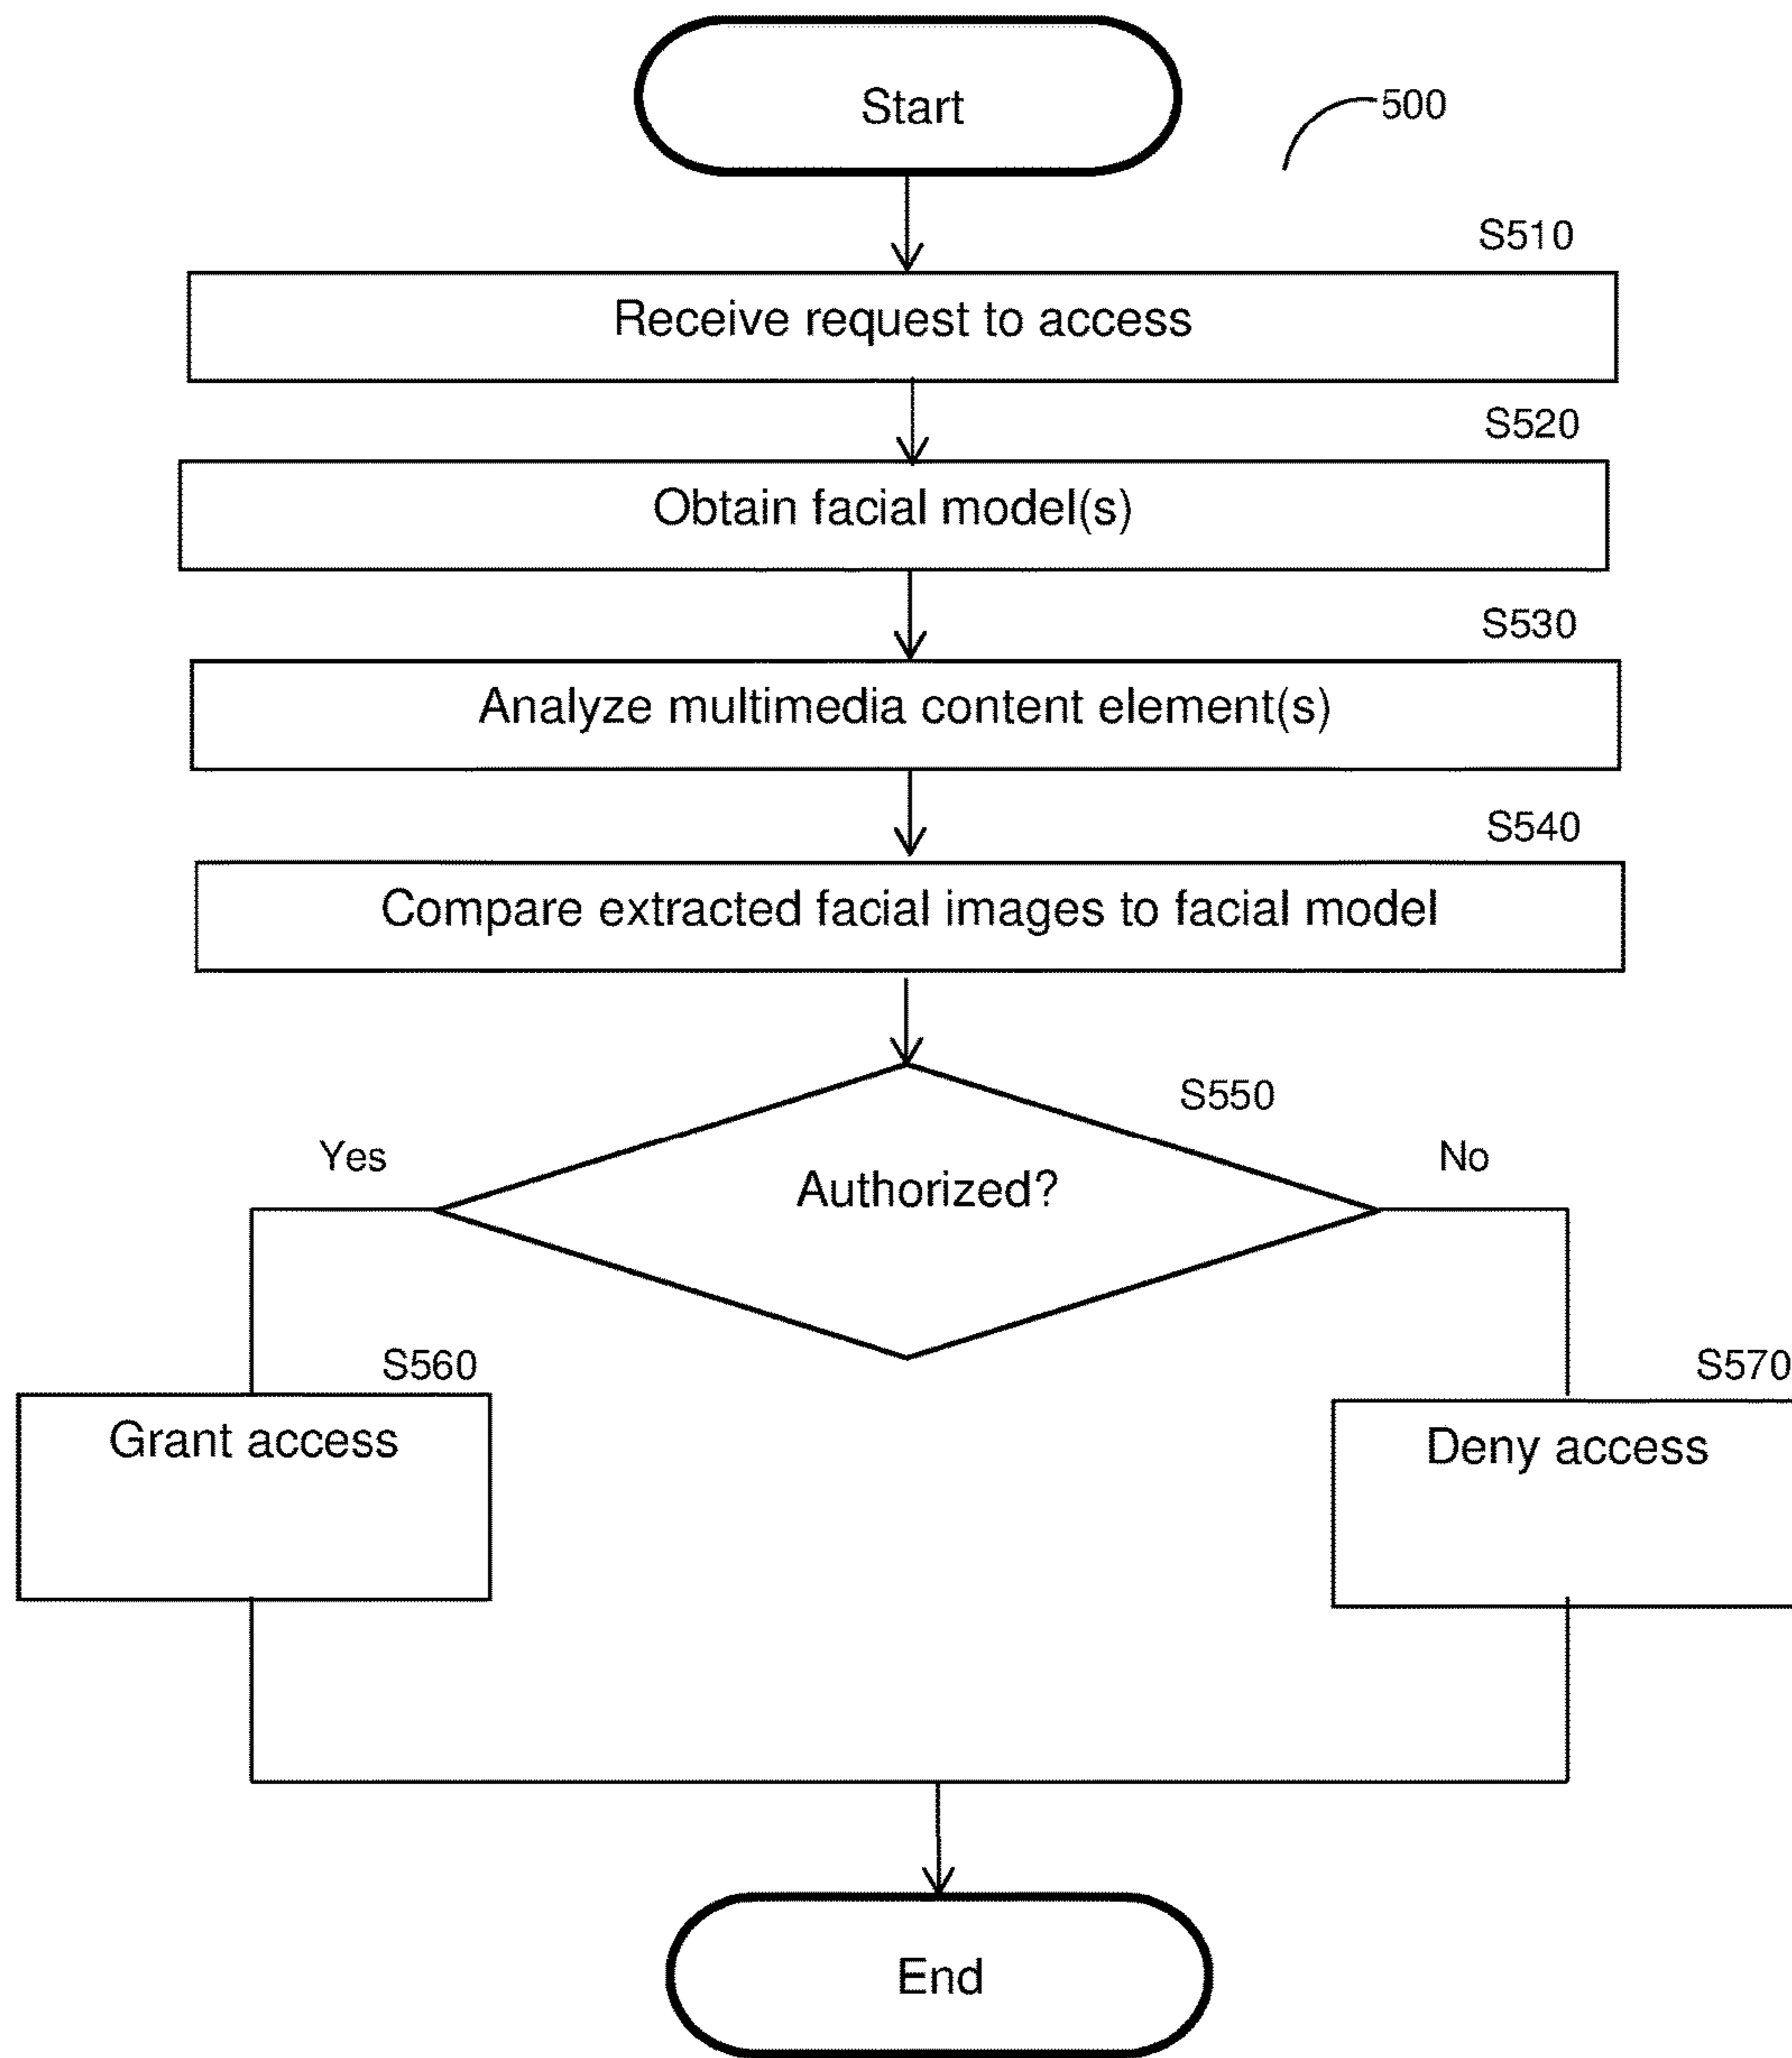 Start
500
S510
Receive request to access
S520
Obtain facial model(s)
S530
Analyze multimedia content element(s)
S540
Compare extracted facial images to facial model
S550
Yes
No
Authorized?
S560
S570
Grant access
Deny access
End